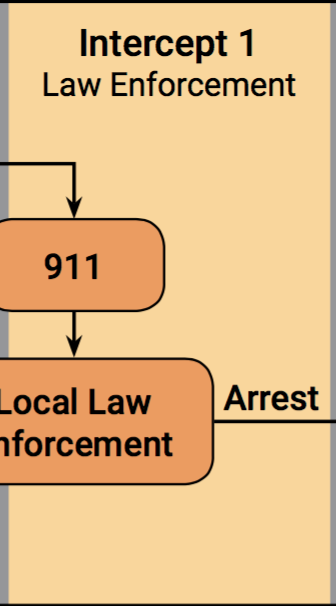 Intercept 1
Law Enforcement
911
Local Law
nforcement
Arrest